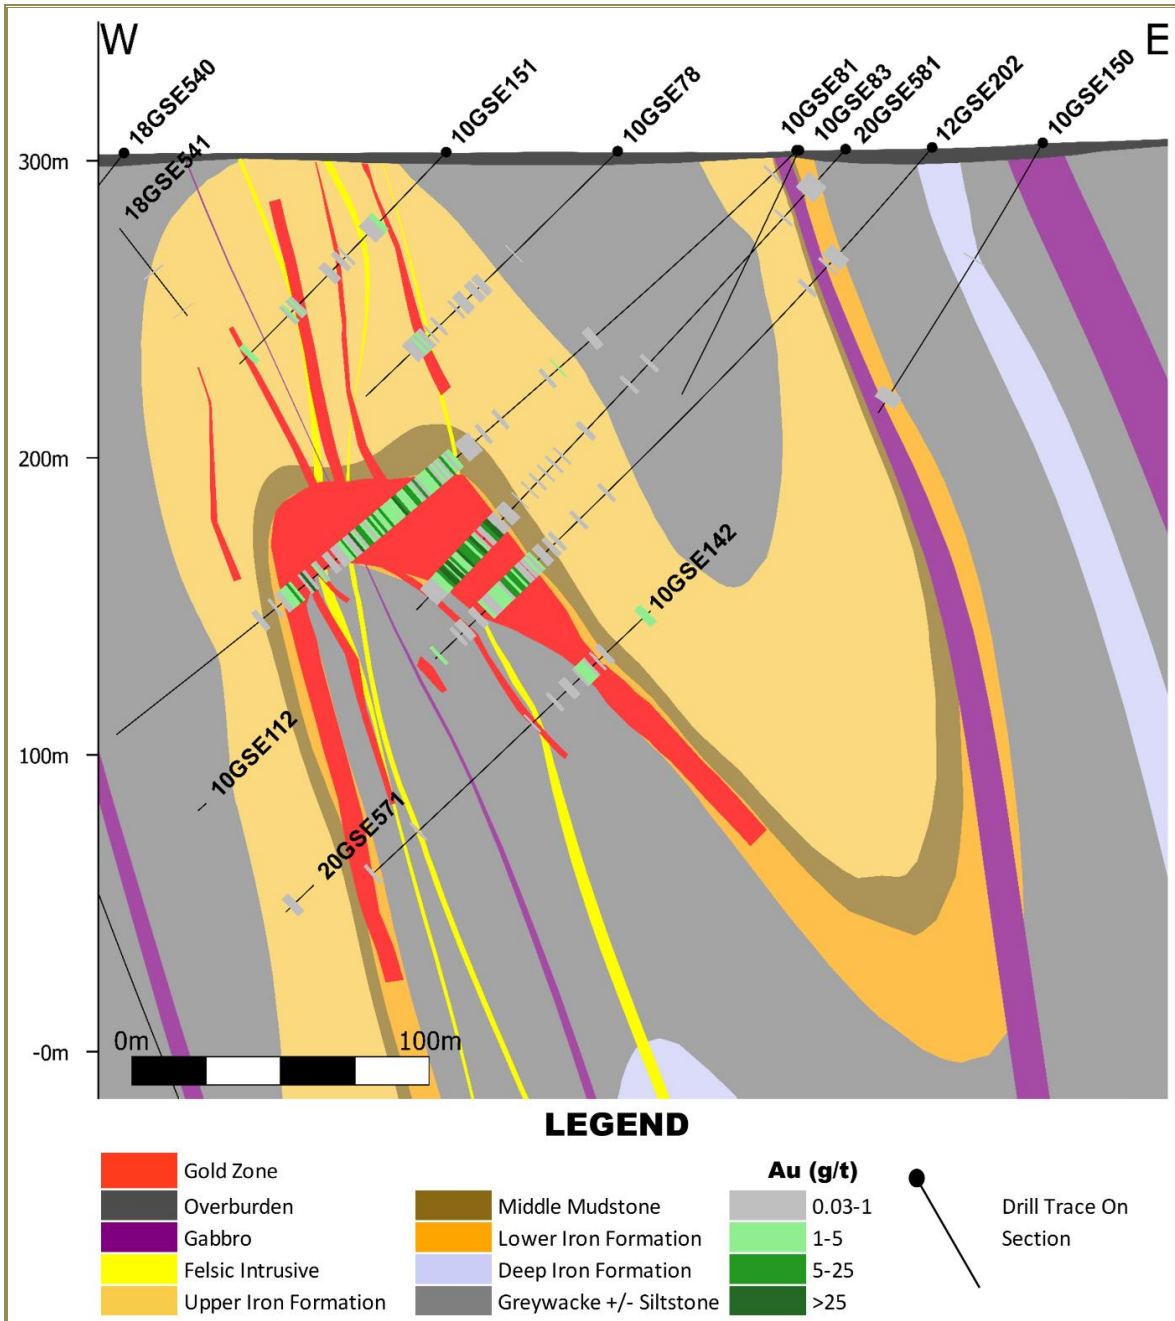 W
E
18GSE540
18GSE541
10GSE151
10GSE78
10GSE81
10GSE83
20GSE581
12GSE202
10GSE150
300m
200m
10GSE142
100m
10GSE112
20GSE571
0m
100m
-0m
LEGEND
Gold Zone
Overburden
Gabbro
Felsic Intrusive
Upper Iron Formation
Middle Mudstone
Lower Iron Formation
Deep Iron Formation
Greywacke +/- Siltstone
Au (g/t)
0.03-1
1-5
5-25
>25
Drill Trace On
Section